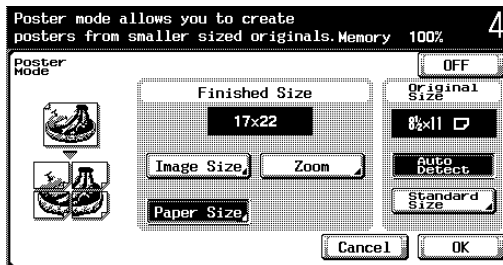 Poster mode allows you to create
posters from smaller sized originals. Memory 100% 4
Poster
Mode
OFF
Finished Size
Original
Size
17x22
8½x11
Image Size
Zoom
Auto
Detect
Paper Size
Standard
Size
Cancel
OK